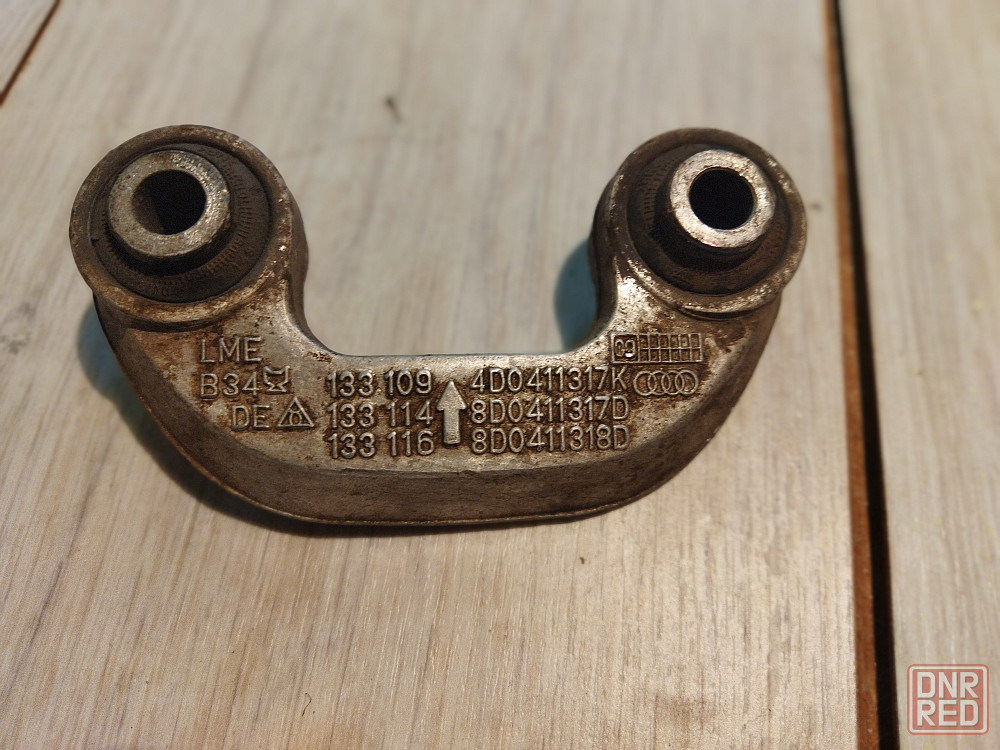 LME
B34
DE
133 109
133 114
133 116
4D0411317K
8D0411317D
8D0411318D
DNR
RED